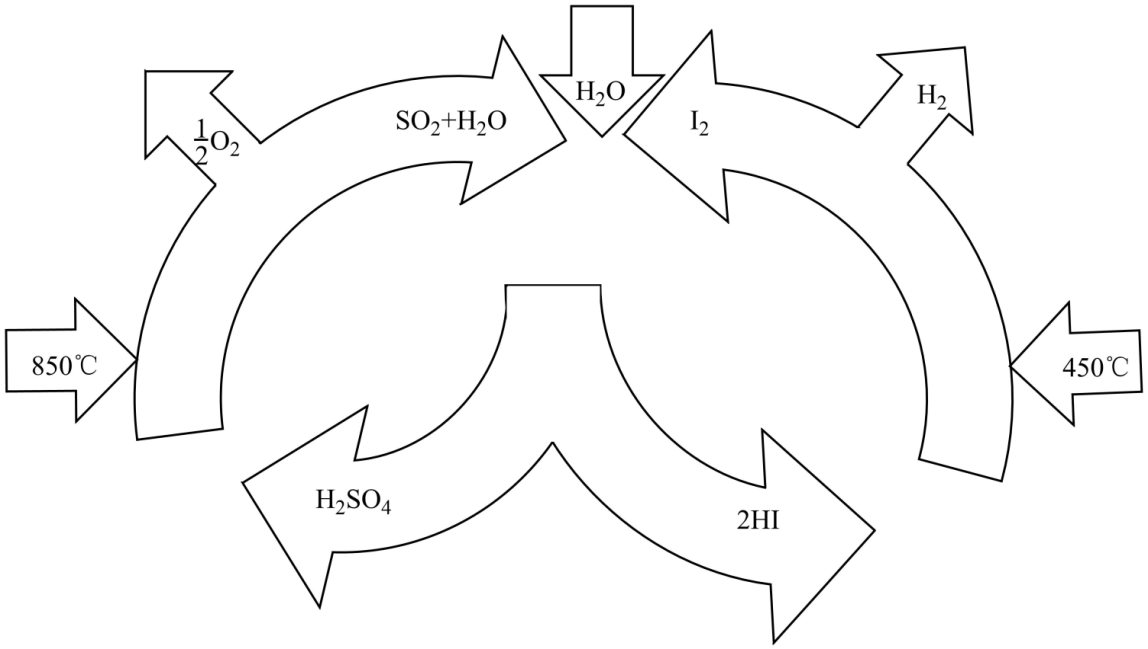 H₂O
SO₂+H₂O
I₂
H₂
½O₂
850℃
450℃
H₂SO₄
2HI